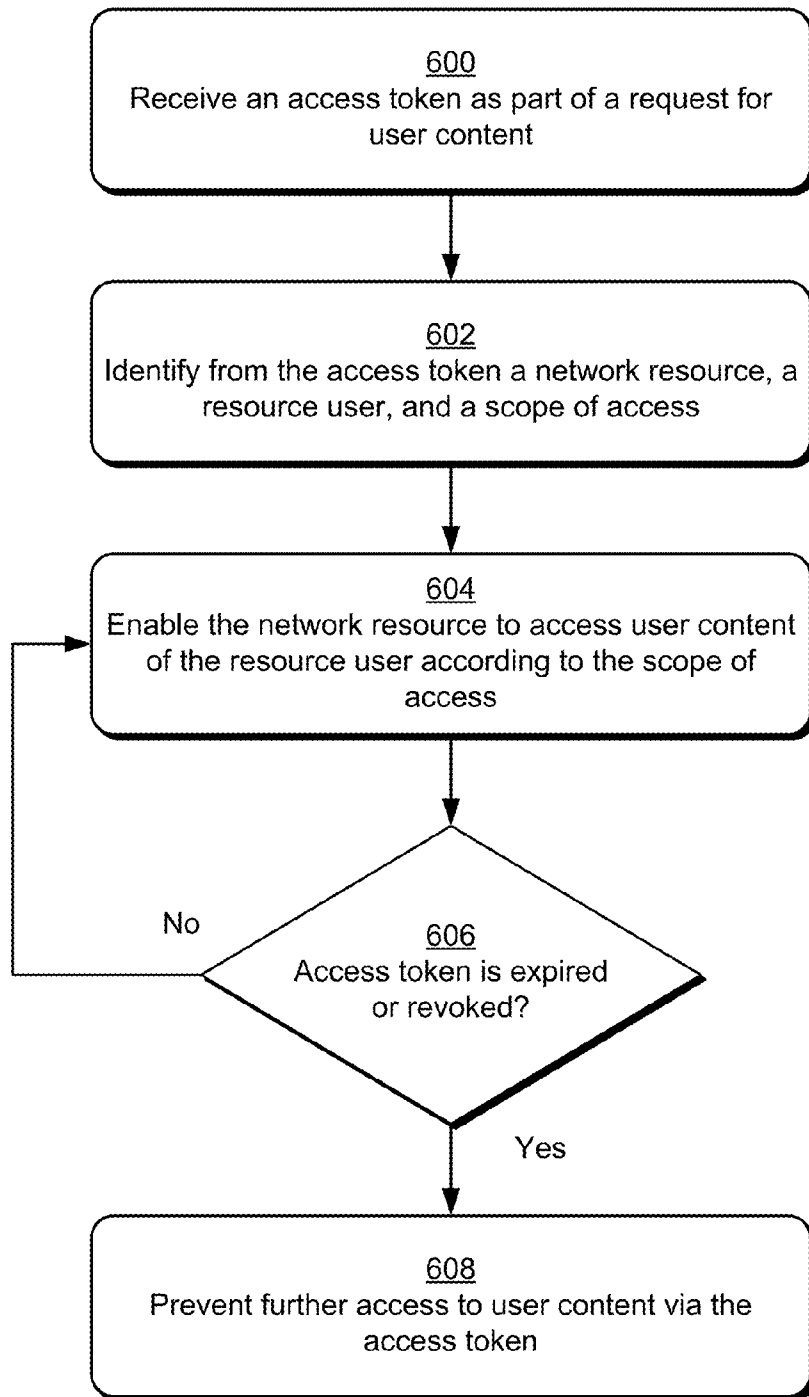 600
Receive an access token as part of a request for
user content
602
Identify from the access token a network resource, a
resource user, and a scope of access
604
Enable the network resource to access user content
of the resource user according to the scope of
access
No
606
Access token is expired
or revoked?
Yes
608
Prevent further access to user content via the
access token